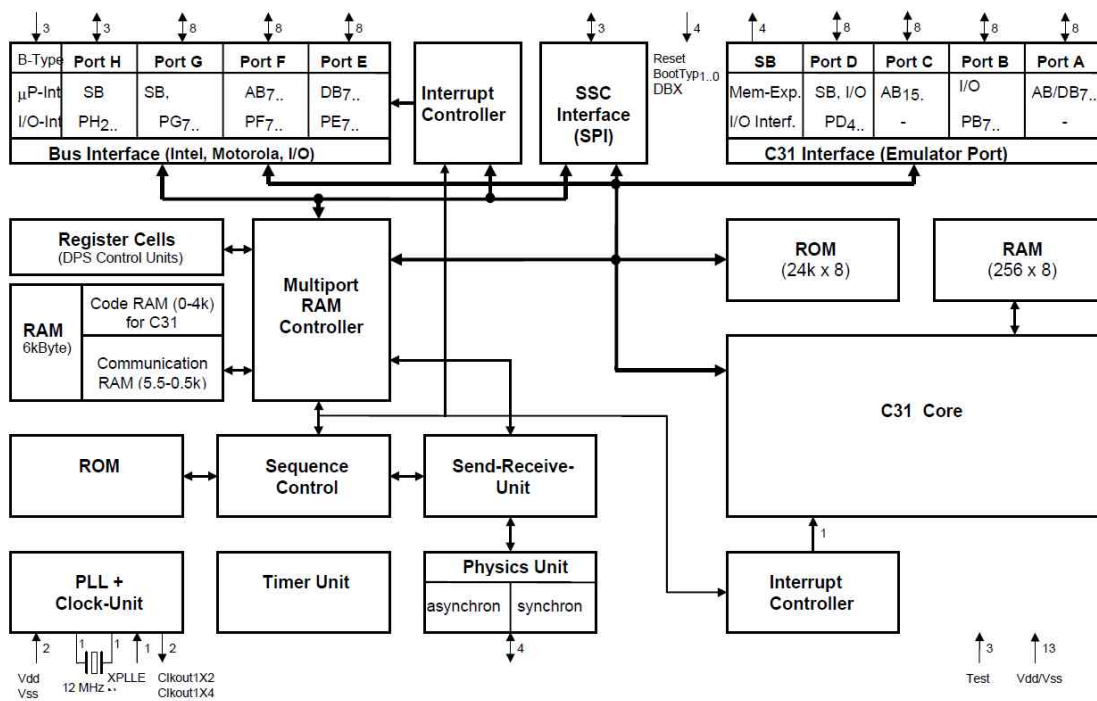 3 3 8 8 8 3 4 4 8 8 8 8
B-Type Port H Port G Port F Port E
µP-Int SB SB, AB7.. DB7..
I/O-Int PH2.. PG7.. PF7.. PE7..
Bus Interface (Intel, Motorola, I/O)
Interrupt
Controller
SSC
Interface
(SPI)
Reset
BootTyp1..0
DBX
SB Port D Port C Port B Port A
Mem-Exp. SB, I/O AB15. I/O AB/DB7..
I/O Interf. PD4.. - PB7.. -
C31 Interface (Emulator Port)
Register Cells
(DPS Control Units)
Multiport
RAM
Controller
ROM
(24k x 8)
RAM
(256 x 8)
RAM
6kByte)
Code RAM (0-4k)
for C31
Communication
RAM (5.5-0.5k)
C31 Core
ROM
Sequence
Control
Send-Receive-
Unit
1
PLL +
Clock-Unit
Timer Unit
Physics Unit
asynchron synchron
Interrupt
Controller
2 1 1 1 2 4 3 13
Vdd
Vss
12 MHz
XPLLE
Clkout1X2
Clkout1X4
Test
Vdd/Vss